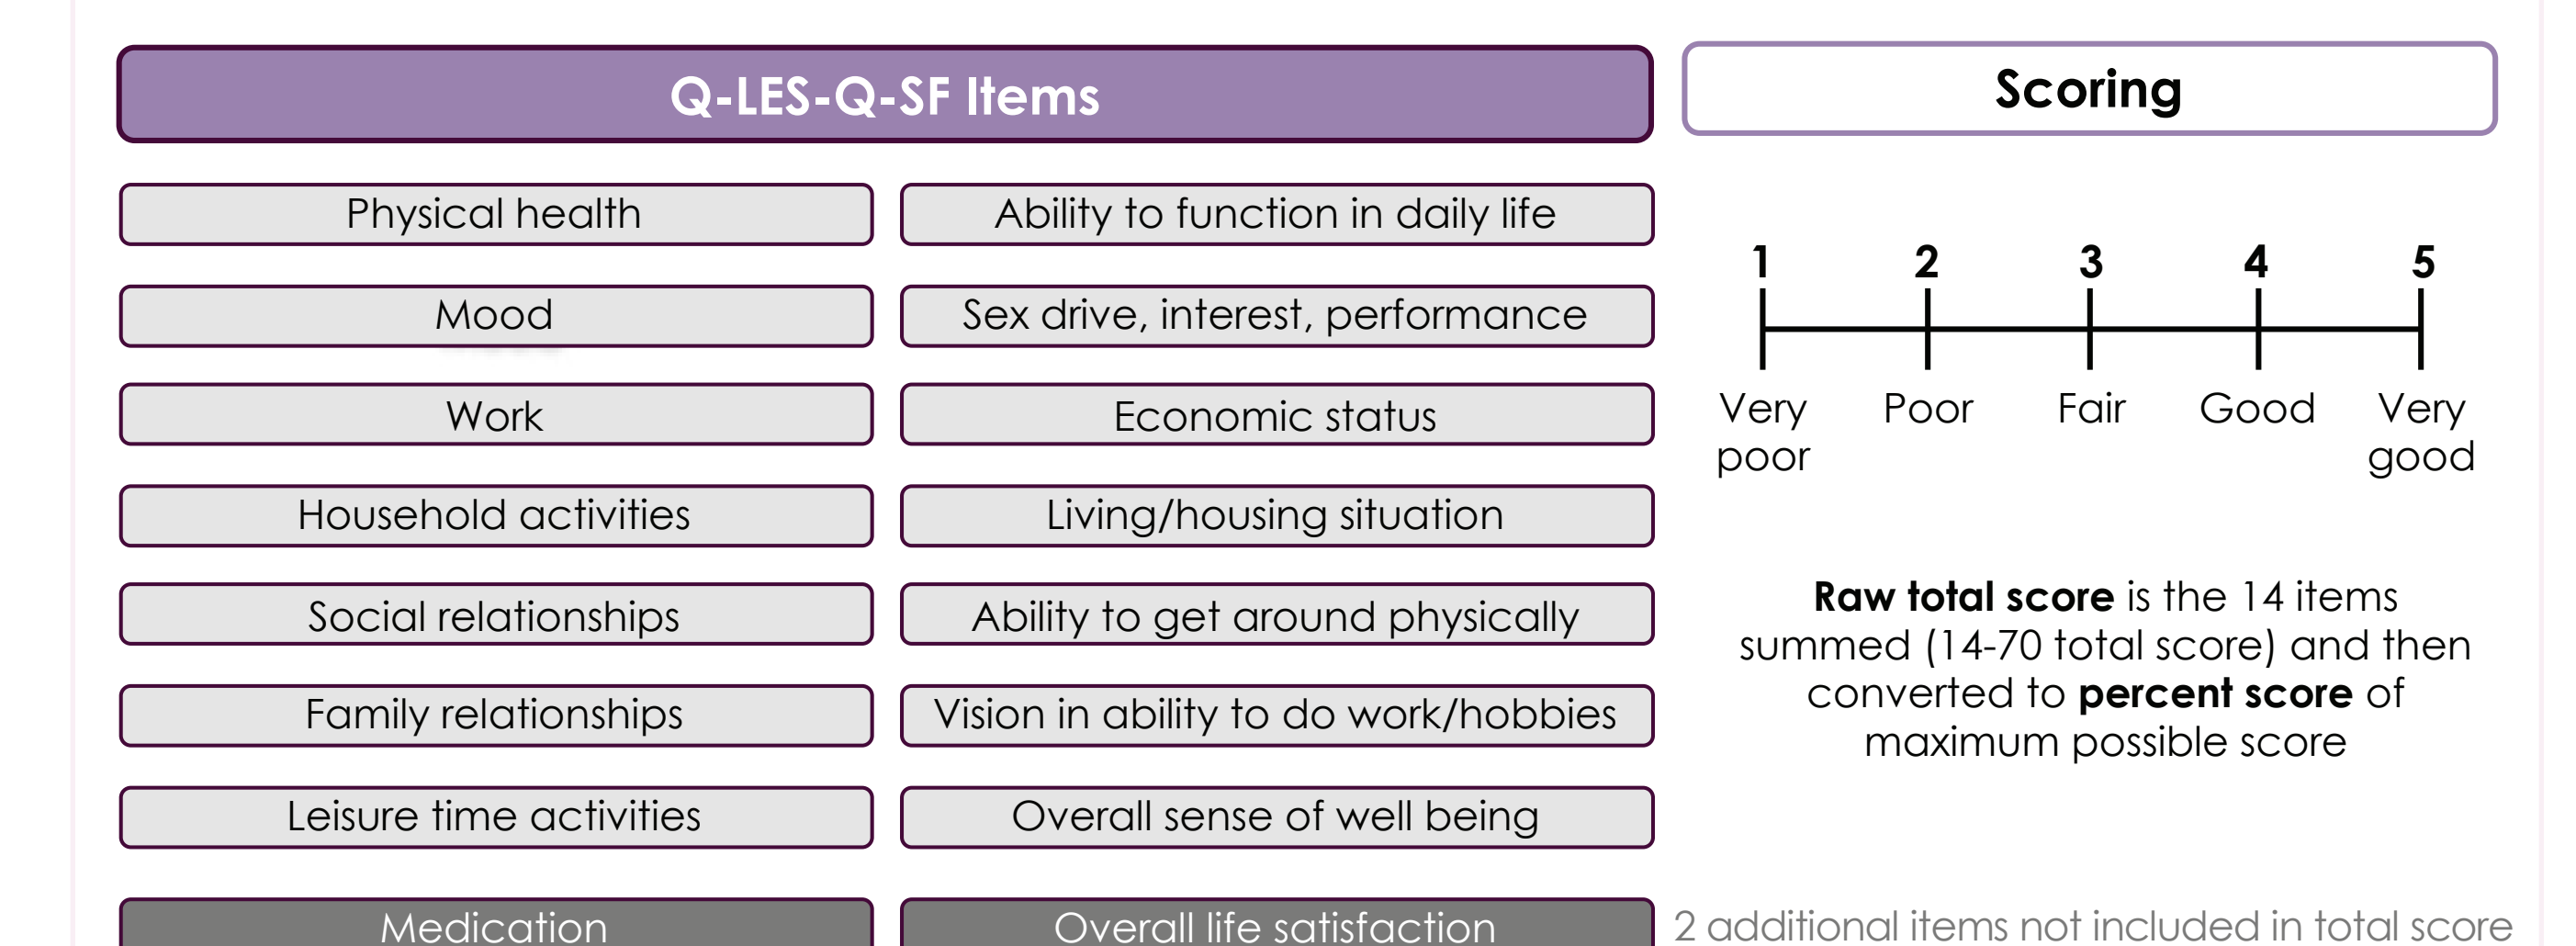 Q-LES-Q-SF Items
Scoring
Physical health
Ability to function in daily life
Mood
Sex drive, interest, performance
Work
Economic status
Household activities
Living/housing situation
Social relationships
Ability to get around physically
Family relationships
Vision in ability to do work/hobbies
Leisure time activities
Overall sense of well being
Medication
Overall life satisfaction
1 2 3 4 5
Very Poor Fair Good Very
poor good
Raw total score is the 14 items
summed (14-70 total score) and then
converted to percent score of
maximum possible score
2 additional items not included in total score